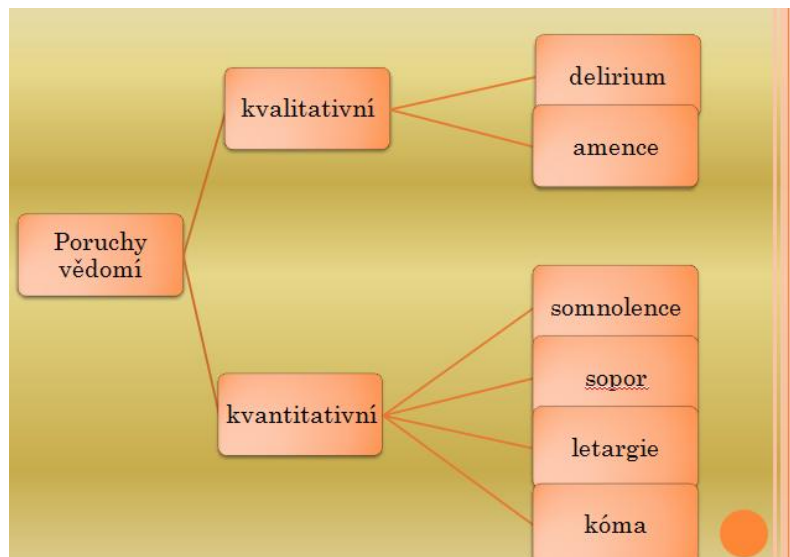 Poruchy
vědomí
kvalitativní
delirium
amence
kvantitativní
somnolence
sopor
letargie
kóma